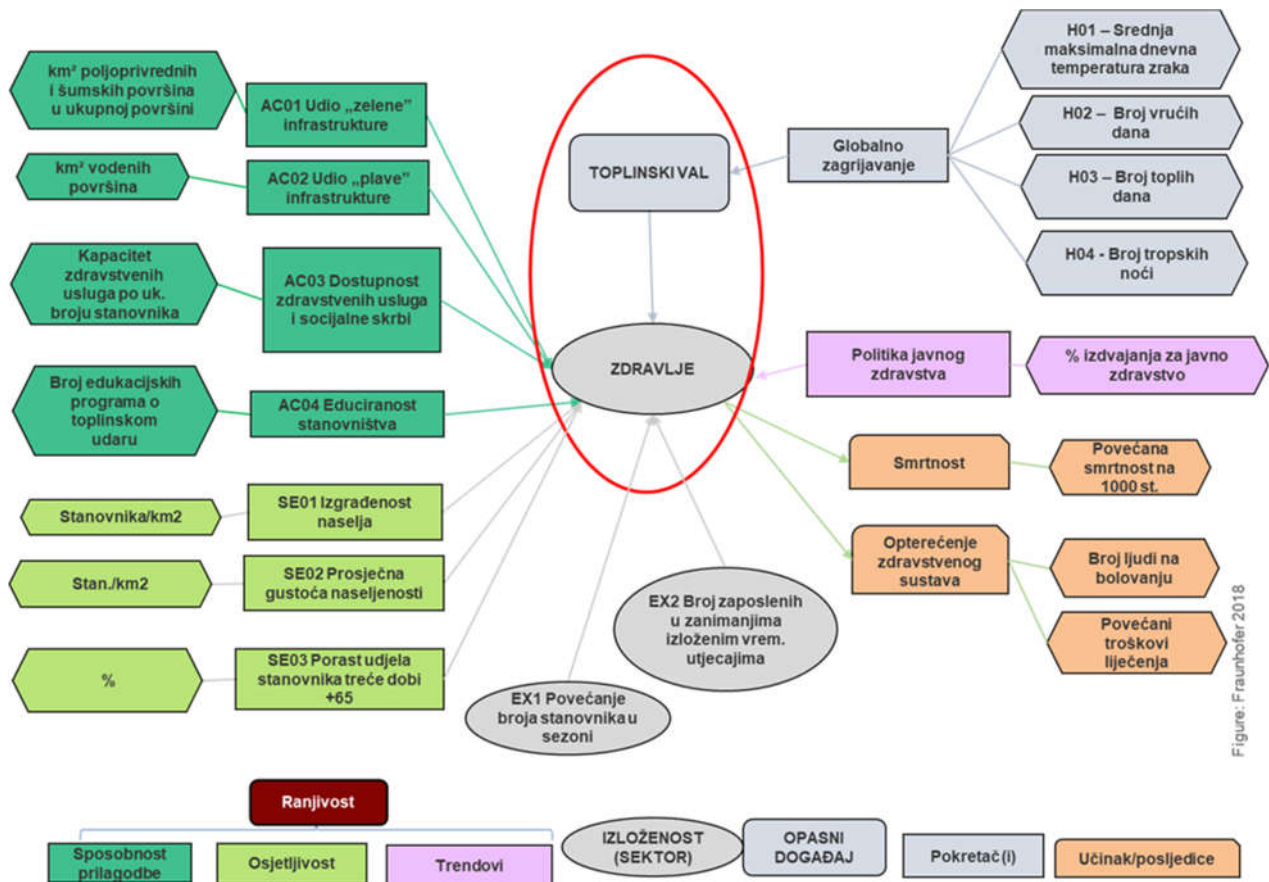 km² poljoprivrednih
i šumskih površina
u ukupnoj površini
AC01 Udio „zelene”
infrastrukture
km² vodenih
površina
AC02 Udio „plave”
infrastrukture
Kapacitet
zdravstvenih
usluga po uk.
broju stanovnika
AC03 Dostupnost
zdravstvenih usluga
i socijalne skrbi
Broj edukacijskih
programa o
toplinskom
udaru
AC04 Educiranost
stanovništva
Stanovnika/km2
SE01 Izgrađenost
naselja
Stan./km2
SE02 Prosječna
gustoća naseljenosti
%
SE03 Porast udjela
stanovnika treće dobi
+65
TOPLINSKI VAL
ZDRAVLJE
EX1 Povećanje
broja stanovnika u
sezoni
EX2 Broj zaposlenih
u zanimanjima
izloženim vrem.
utjecajima
Globalno
zagrijavanje
H01 – Srednja
maksimalna dnevna
temperatura zraka
H02 – Broj vrućih
dana
H03 – Broj toplih
dana
H04 - Broj tropskih
noći
Politika javnog
zdravstva
% izdvajanja za javno
zdravstvo
Smrtnost
Povećana
smrtnost na
1000 st.
Opterećenje
zdravstvenog
sustava
Broj ljudi na
bolovanju
Povećani
troškovi
liječenja
Figure: Fraunhofer 2018
Ranjivost
Sposobnost
prilagodbe
Osjetljivost
Trendovi
IZLOŽENOST
(SEKTOR)
OPASNI
DOGAĐAJ
Pokretač(i)
Učinak/posljedice